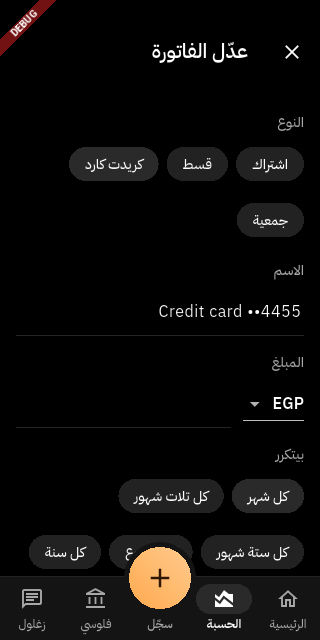 DEBUG
عدّل الفاتورة
النوع
اشتراك قسط كريدت كارد
جمعية
الاسم
Credit card ••4455
المبلغ
EGP
بيتكرر
كل شهر كل تلات شهور
كل ستة شهور كل سنة
الرئيسية الحسبة سجّل فلوسي زغلول